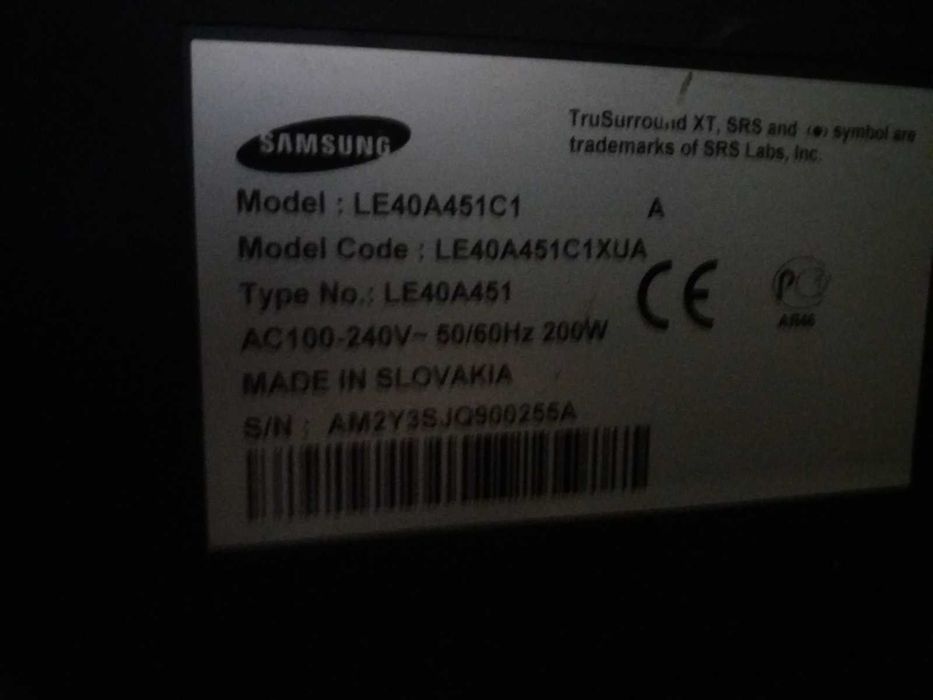 SAMSUNG
TruSurround XT, SRS and (●) symbol are
trademarks of SRS Labs, Inc.
Model : LE40A451C1 A
Model Code : LE40A451C1XUA
Type No.: LE40A451
AC100-240V~ 50/60Hz 200W
CE
MADE IN SLOVAKIA
S/N : AM2Y3SJQ900255A